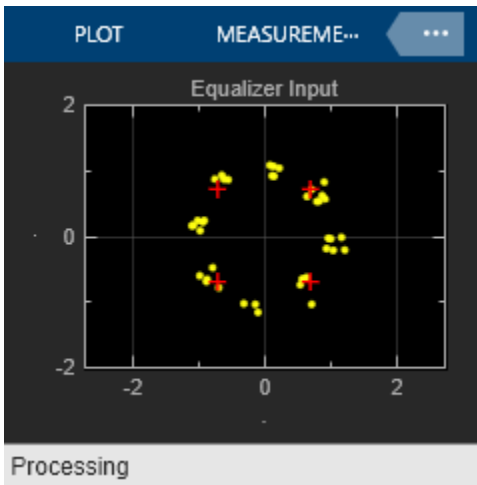 PLOT MEASUREME...
Equalizer Input
2
0
-2
-2 0 2
Processing